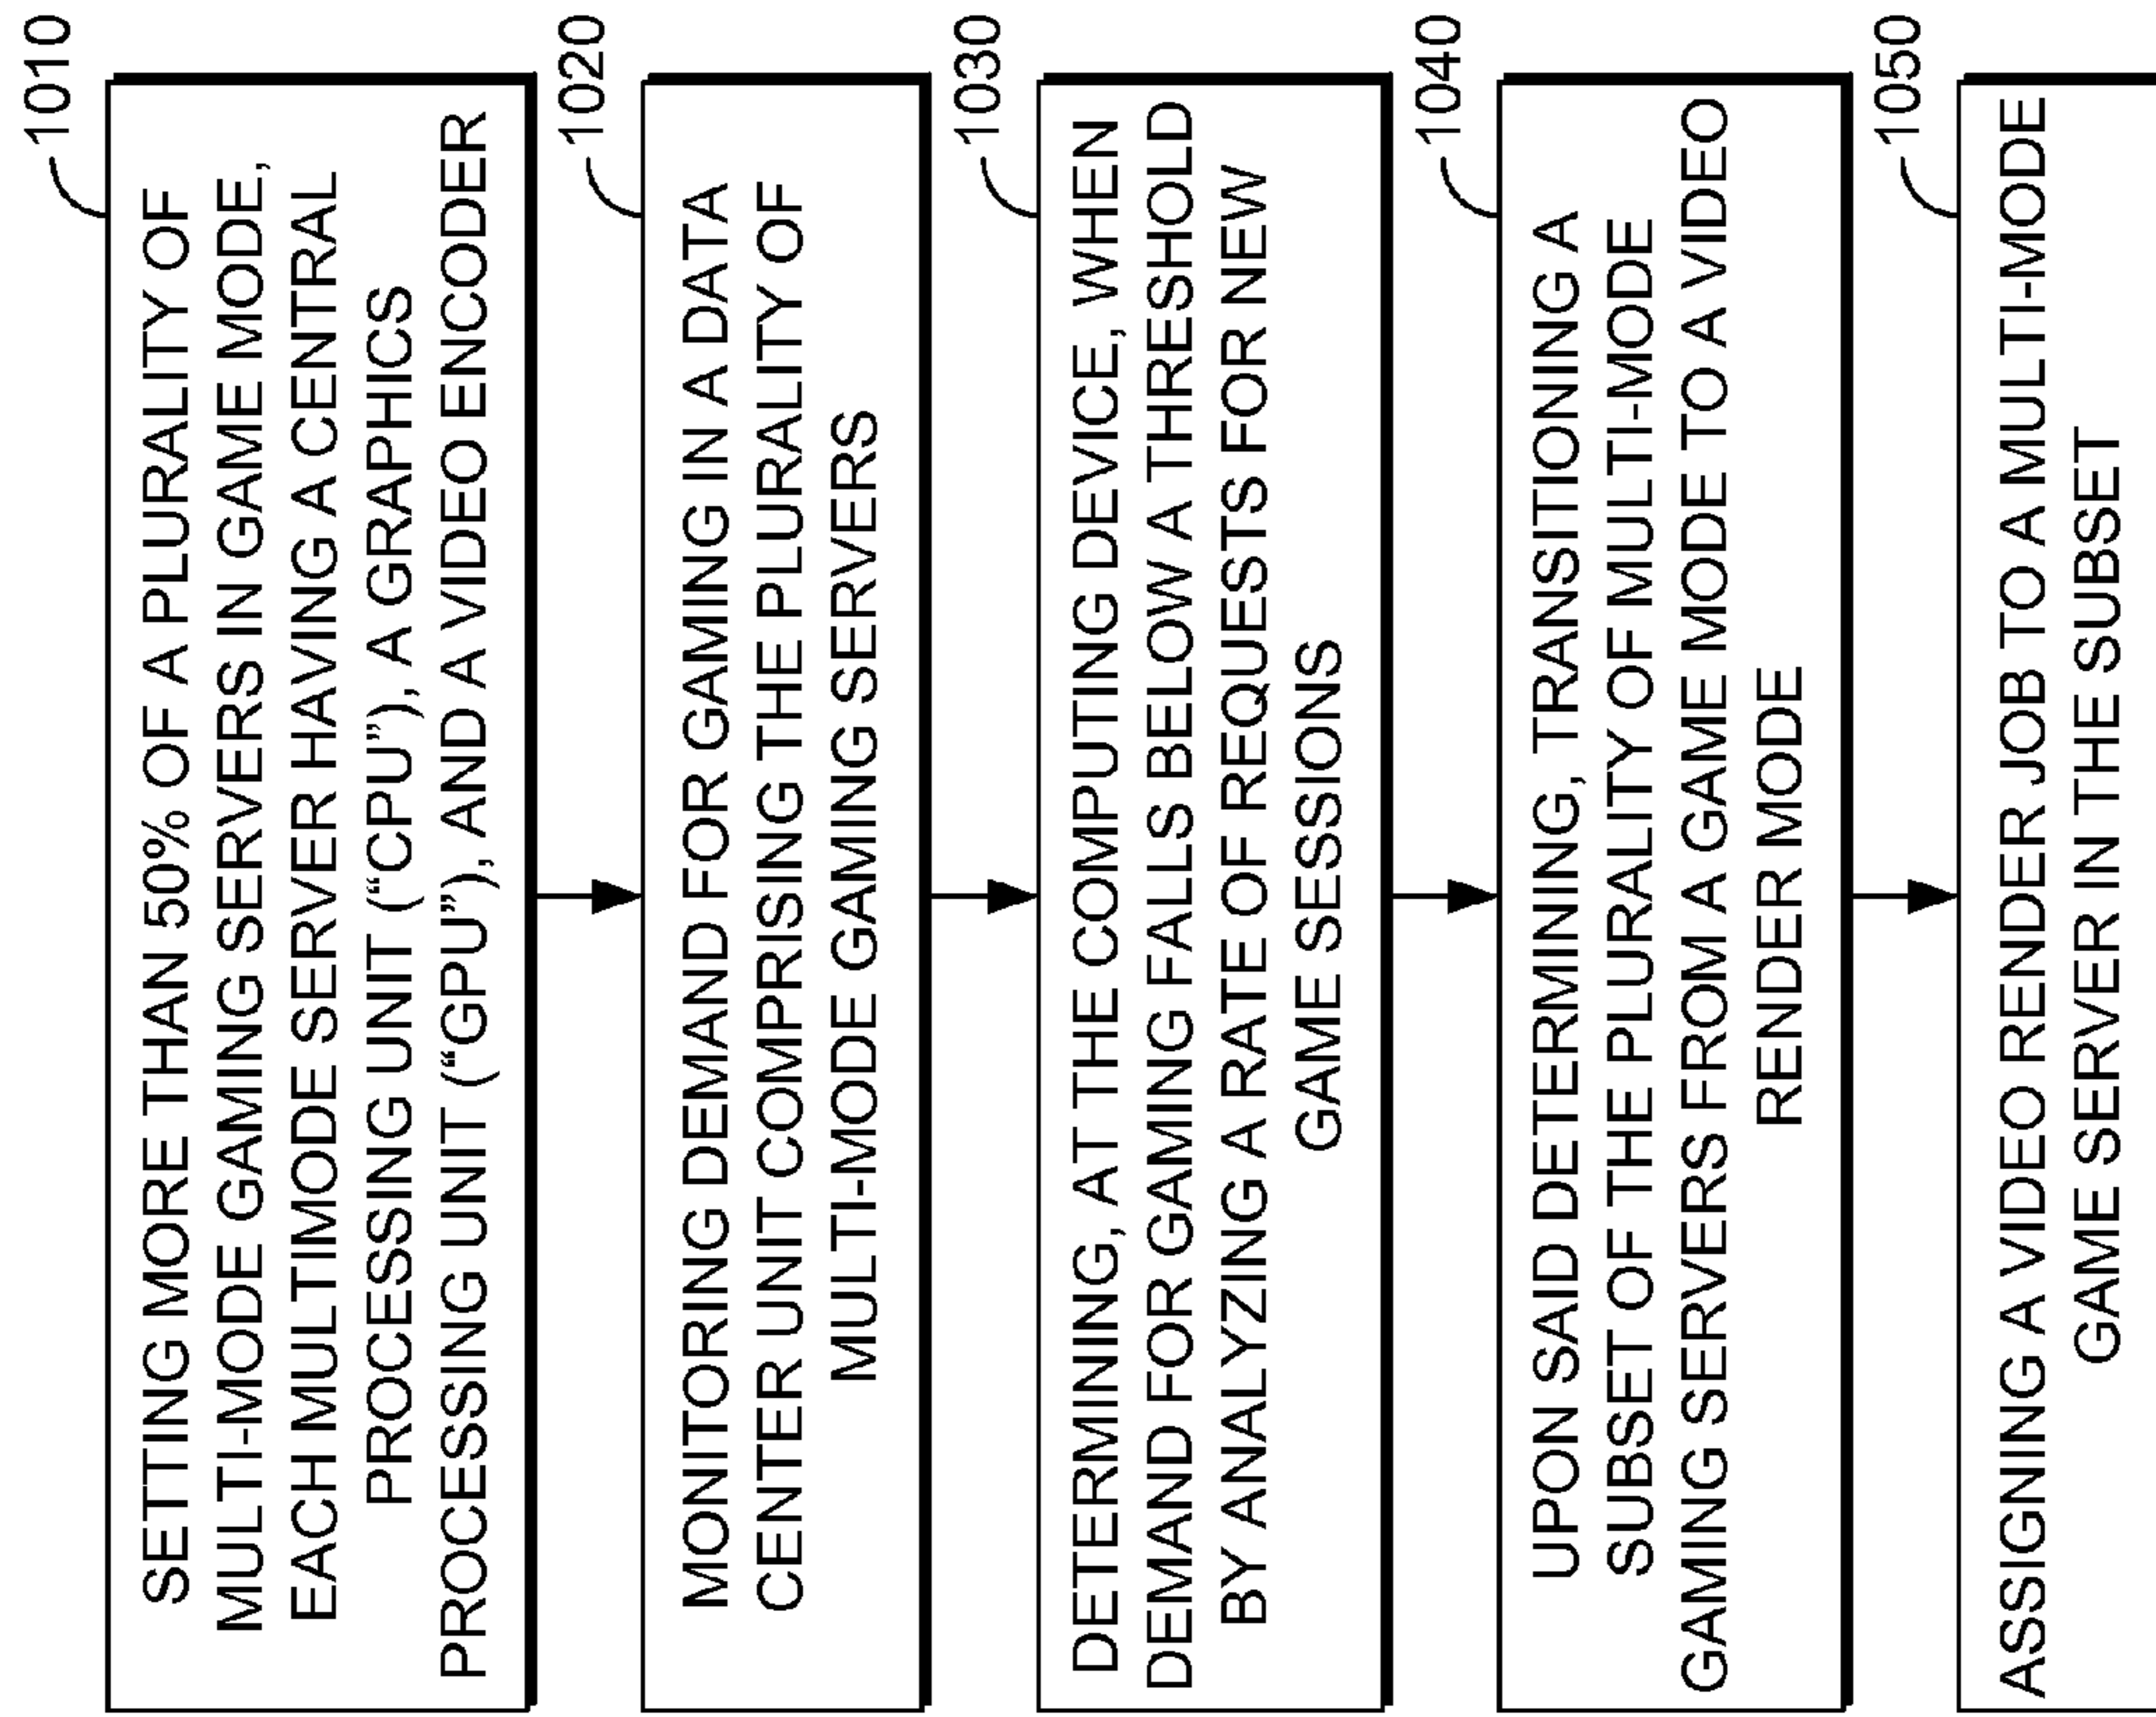 1010
SETTING MORE THAN 50% OF A PLURALITY OF
MULTI-MODE GAMING SERVERS IN GAME MODE,
EACH MULTIMODE SERVER HAVING A CENTRAL
PROCESSING UNIT (“CPU”), A GRAPHICS
PROCESSING UNIT (“GPU”), AND A VIDEO ENCODER
1020
MONITORING DEMAND FOR GAMING IN A DATA
CENTER UNIT COMPRISING THE PLURALITY OF
MULTI-MODE GAMING SERVERS
1030
DETERMINING, AT THE COMPUTING DEVICE, WHEN
DEMAND FOR GAMING FALLS BELOW A THRESHOLD
BY ANALYZING A RATE OF REQUESTS FOR NEW
GAME SESSIONS
1040
UPON SAID DETERMINING, TRANSITIONING A
SUBSET OF THE PLURALITY OF MULTI-MODE
GAMING SERVERS FROM A GAME MODE TO A VIDEO
RENDER MODE
1050
ASSIGNING A VIDEO RENDER JOB TO A MULTI-MODE
GAME SERVER IN THE SUBSET